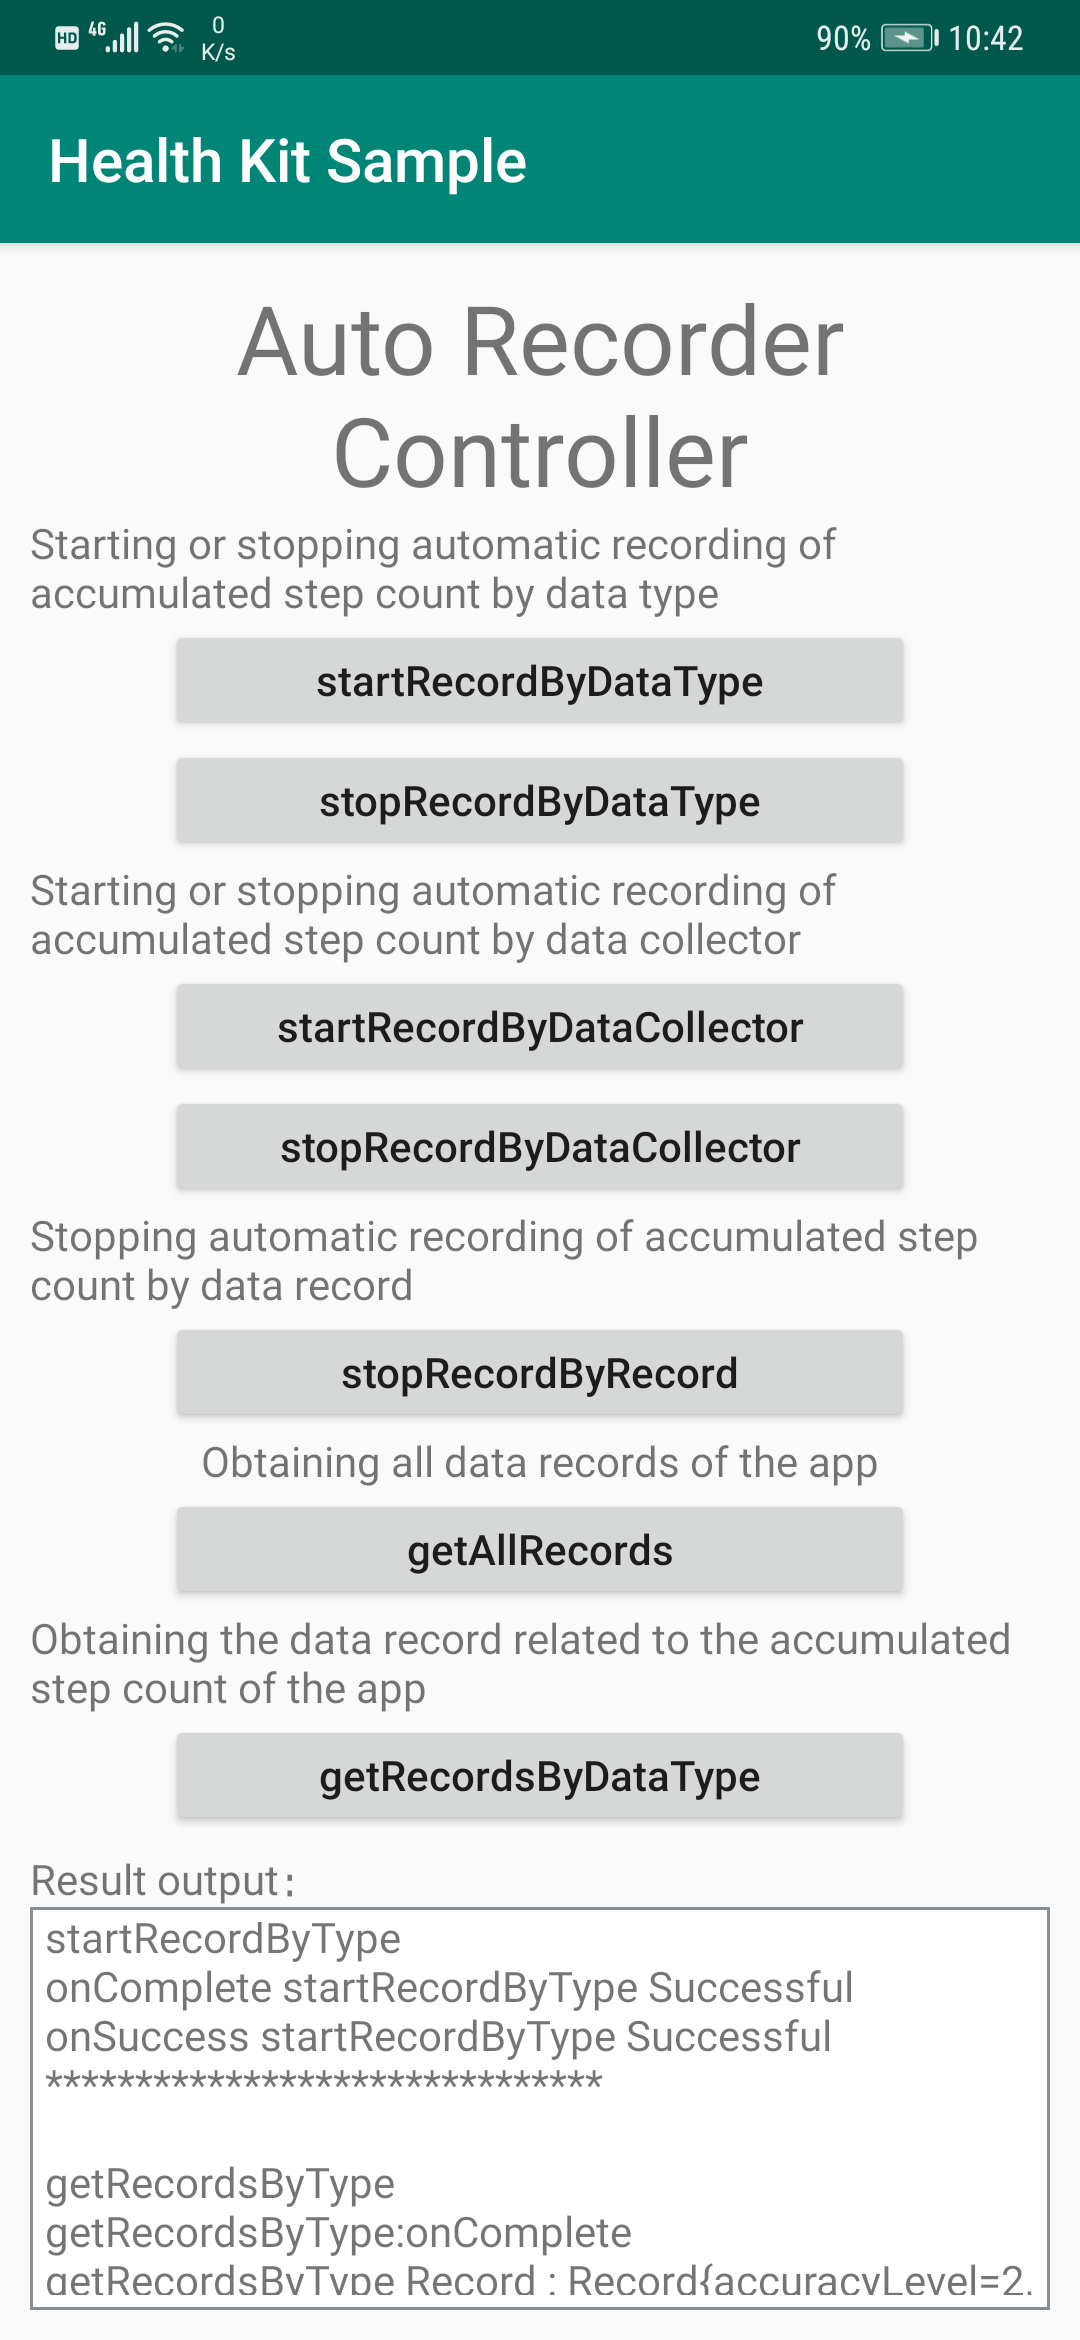 HD 4G 0 K/s 90% 10:42
Health Kit Sample
Auto Recorder
Controller
Starting or stopping automatic recording of
accumulated step count by data type
startRecordByDataType
stopRecordByDataType
Starting or stopping automatic recording of
accumulated step count by data collector
startRecordByDataCollector
stopRecordByDataCollector
Stopping automatic recording of accumulated step
count by data record
stopRecordByRecord
Obtaining all data records of the app
getAllRecords
Obtaining the data record related to the accumulated
step count of the app
getRecordsByDataType
Result output：
startRecordByType
onComplete startRecordByType Successful
onSuccess startRecordByType Successful
*******************************
getRecordsByType
getRecordsByType:onComplete
getRecordsByType Record : Record{accuracyLevel=2,